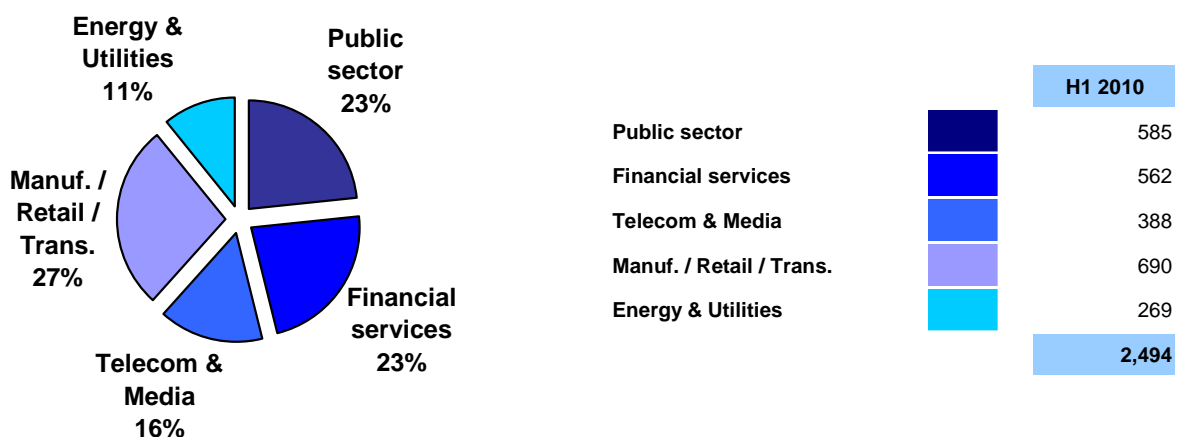 Energy &
Utilities
11%
Public
sector
23%
Manuf. /
Retail /
Trans.
27%
Financial
services
23%
Telecom &
Media
16%
H1 2010
Public sector 585
Financial services 562
Telecom & Media 388
Manuf. / Retail / Trans. 690
Energy & Utilities 269
2,494